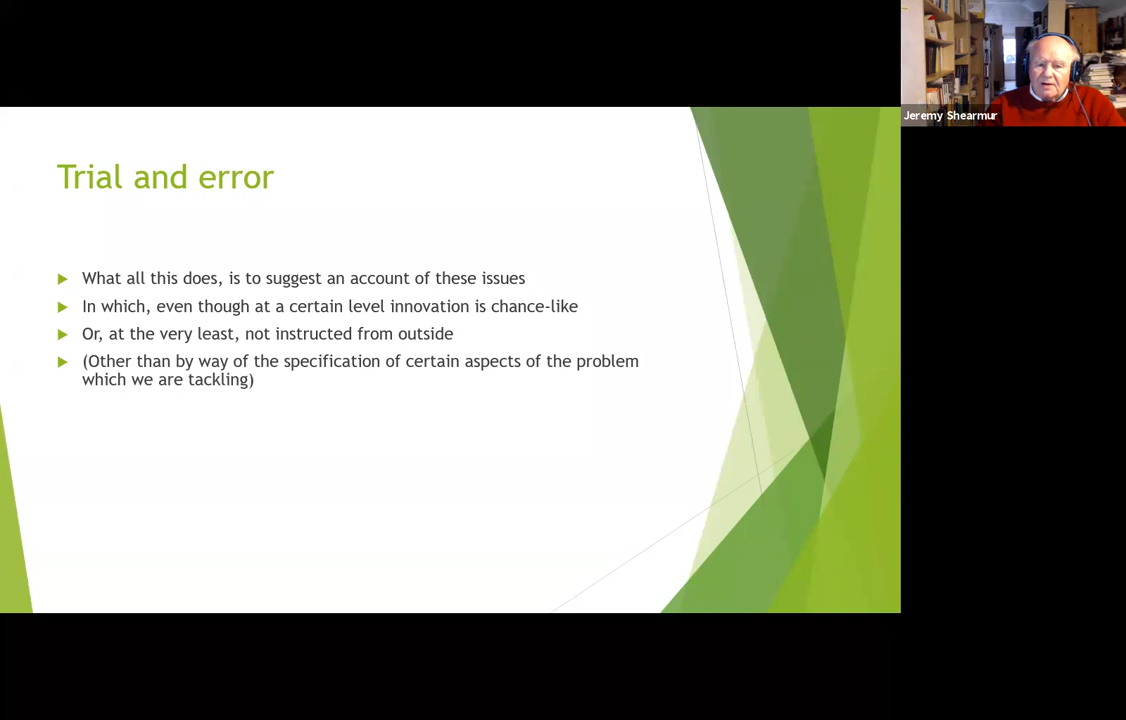 Jeremy Shearmur
Trial and error
What all this does, is to suggest an account of these issues
In which, even though at a certain level innovation is chance-like
Or, at the very least, not instructed from outside
(Other than by way of the specification of certain aspects of the problem
which we are tackling)